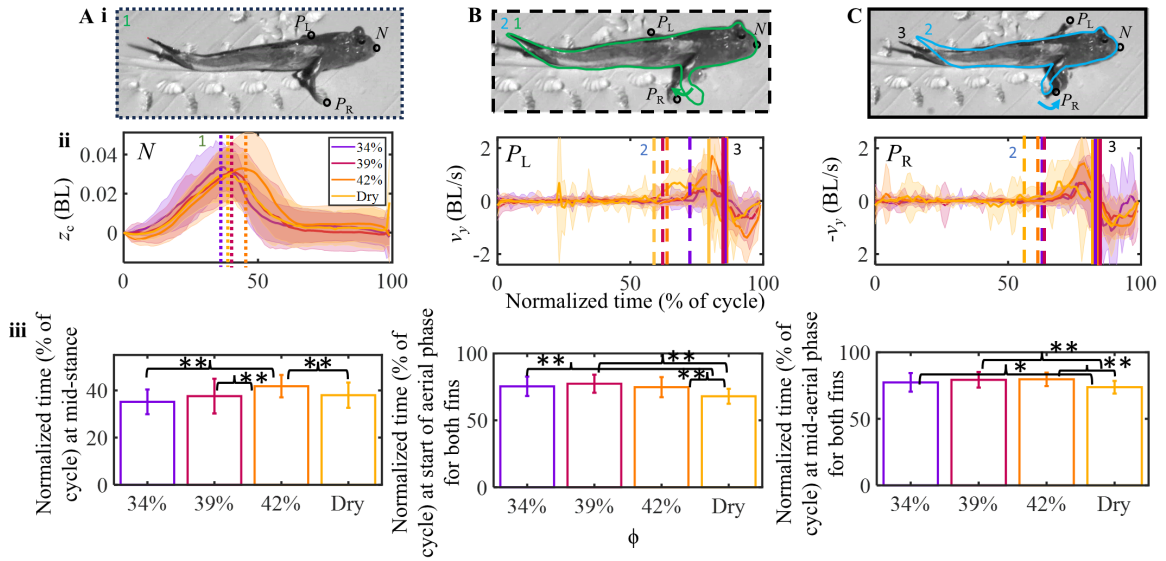 A i
1
P_L
N
P_R
B
2 1
P_L
N
P_R
C
3 2
P_L
N
P_R
ii
N
1
34%
39%
42%
Dry
z_c (BL)
0.04
0.02
0
0
50
100
P_L
2
3
v_y (BL/s)
2
0
-2
0
50
100
P_R
2
3
-v_y (BL/s)
2
0
-2
0
50
100
Normalized time (% of cycle)
iii
Normalized time (% of
cycle) at mid-stance
40
20
0
**
**
**
34%
39%
42%
Dry
Normalized time (% of
cycle) at start of aerial phase
for both fins
100
50
0
**
**
**
34%
39%
42%
Dry
ϕ
Normalized time (% of
cycle) at mid-aerial phase
for both fins
100
50
0
**
*
**
34%
39%
42%
Dry